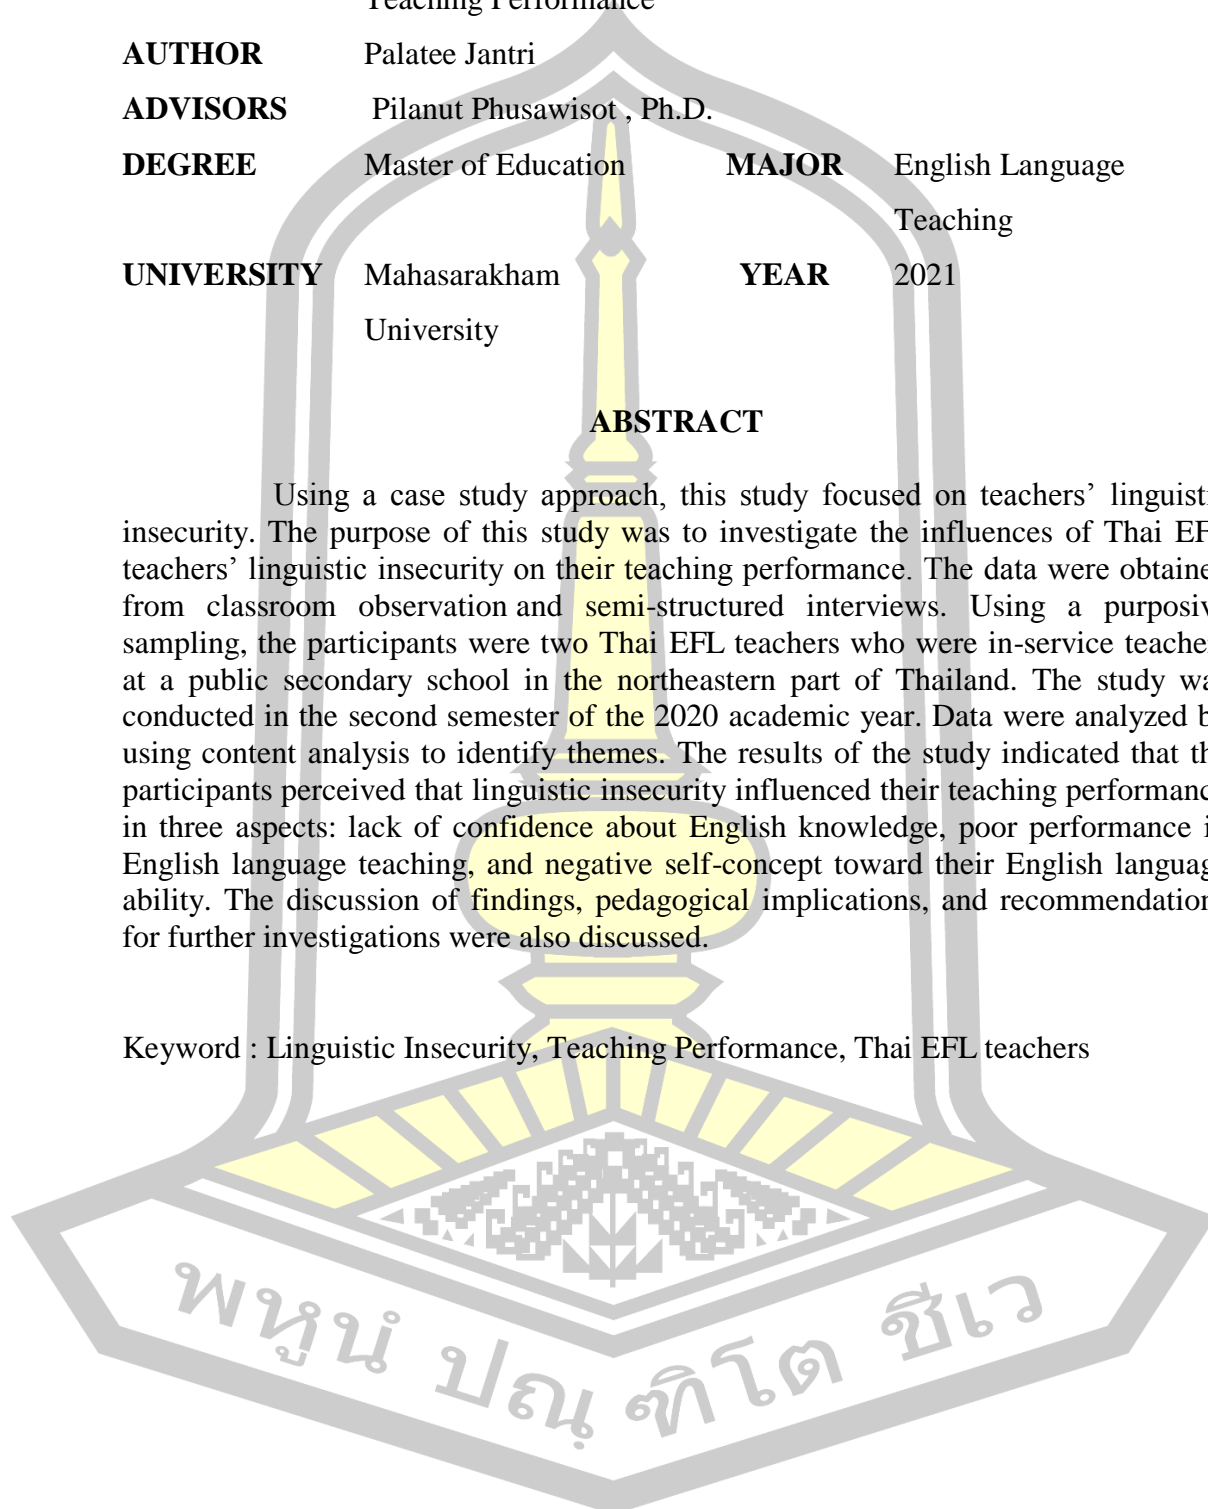 Teaching Performance
AUTHOR Palatee Jantri
ADVISORS Pilanut Phusawisot , Ph.D.
DEGREE Master of Education MAJOR English Language
Teaching
UNIVERSITY Mahasarakham YEAR 2021
University
ABSTRACT
Using a case study approach, this study focused on teachers’ linguisti
insecurity. The purpose of this study was to investigate the influences of Thai EF
teachers’ linguistic insecurity on their teaching performance. The data were obtaine
from classroom observation and semi-structured interviews. Using a purposiv
sampling, the participants were two Thai EFL teachers who were in-service teacher
at a public secondary school in the northeastern part of Thailand. The study wa
conducted in the second semester of the 2020 academic year. Data were analyzed b
using content analysis to identify themes. The results of the study indicated that th
participants perceived that linguistic insecurity influenced their teaching performanc
in three aspects: lack of confidence about English knowledge, poor performance i
English language teaching, and negative self-concept toward their English languag
ability. The discussion of findings, pedagogical implications, and recommendation
for further investigations were also discussed.
Keyword : Linguistic Insecurity, Teaching Performance, Thai EFL teachers
พหูนํ ปณฺฑิโต ชีเว